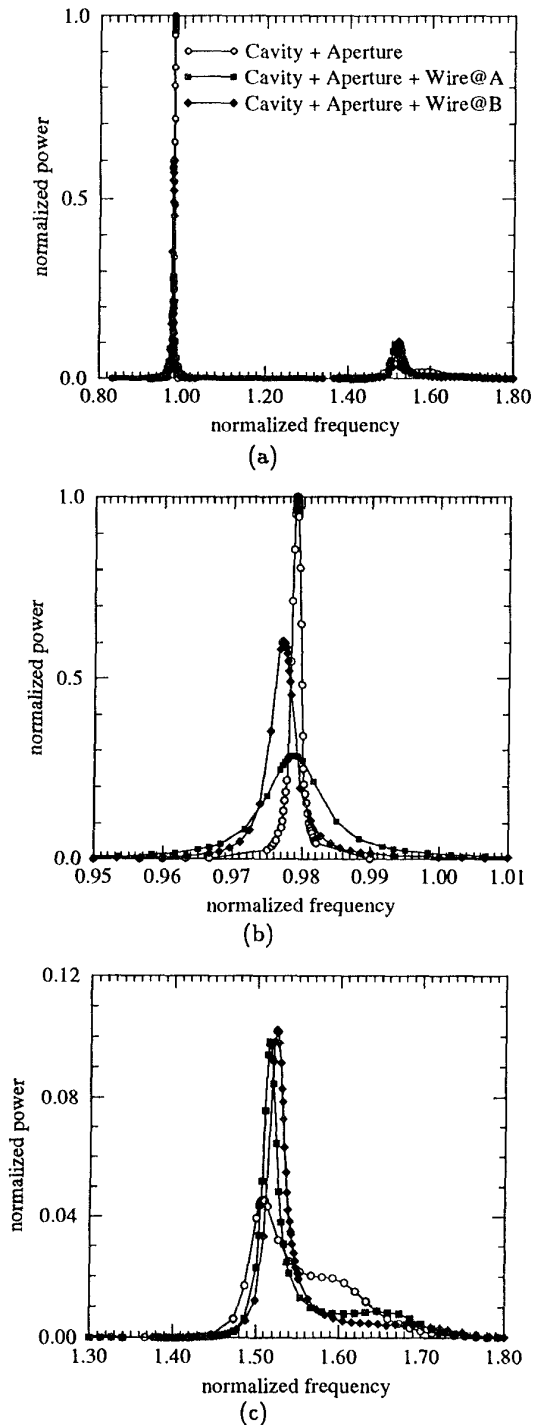 1.0
Cavity + Aperture
Cavity + Aperture + Wire@A
Cavity + Aperture + Wire@B
normalized power
0.5
0.0
0.80 1.00 1.20 1.40 1.60 1.80
normalized frequency
(a)
1.0
normalized power
0.5
0.0
0.95 0.96 0.97 0.98 0.99 1.00 1.01
normalized frequency
(b)
0.12
normalized power
0.08
0.04
0.00
1.30 1.40 1.50 1.60 1.70 1.80
normalized frequency
(c)